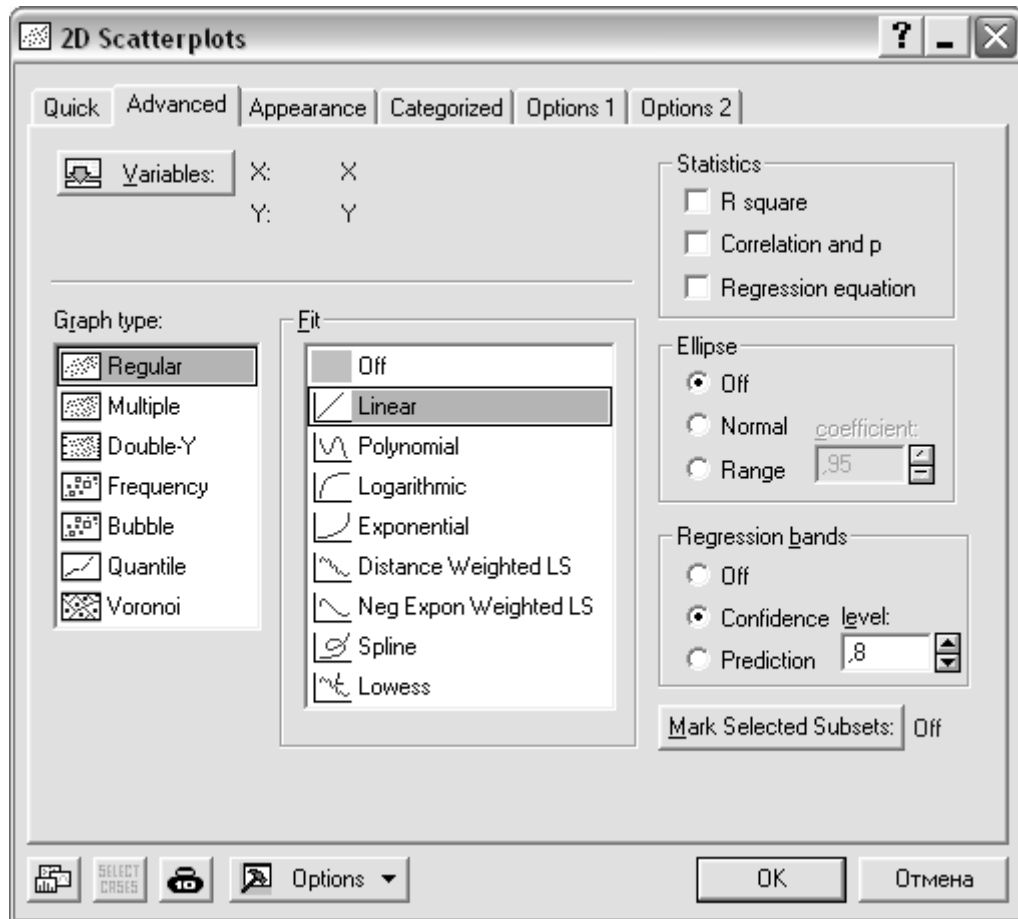 2D Scatterplots
Quick Advanced Appearance Categorized Options 1 Options 2
Variables: X: X
Y: Y
Statistics
R square
Correlation and p
Regression equation
Graph type:
Regular
Multiple
Double-Y
Frequency
Bubble
Quantile
Voronoi
Fit
Off
Linear
Polynomial
Logarithmic
Exponential
Distance Weighted LS
Neg Expon Weighted LS
Spline
Lowess
Ellipse
Off
Normal coefficient:
Range ,95
Regression bands
Off
Confidence level:
Prediction ,8
Mark Selected Subsets: Off
SELECT
CASES
Options
OK
Отмена